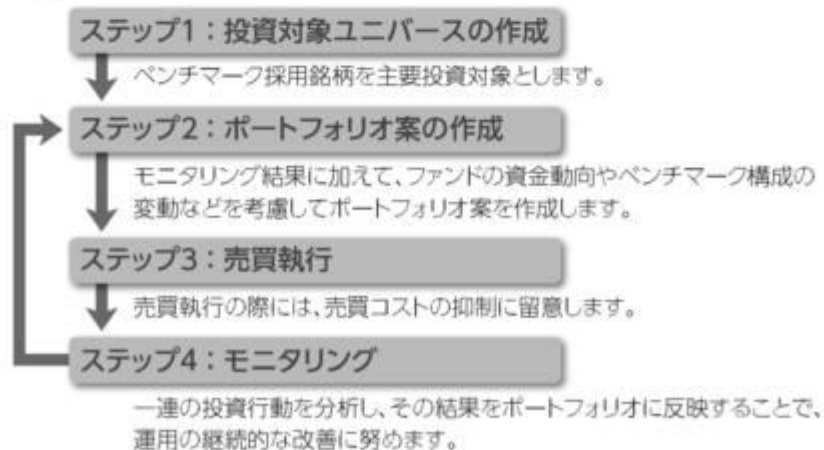 ステップ1：投資対象ユニバースの作成
ベンチマーク採用銘柄を主要投資対象とします。
ステップ2：ポートフォリオ案の作成
モニタリング結果に加えて、ファンドの資金動向やベンチマーク構成の
変動などを考慮してポートフォリオ案を作成します。
ステップ3：売買執行
売買執行の際には、売買コストの抑制に留意します。
ステップ4：モニタリング
一連の投資行動を分析し、その結果をポートフォリオに反映することで、
運用の継続的な改善に努めます。